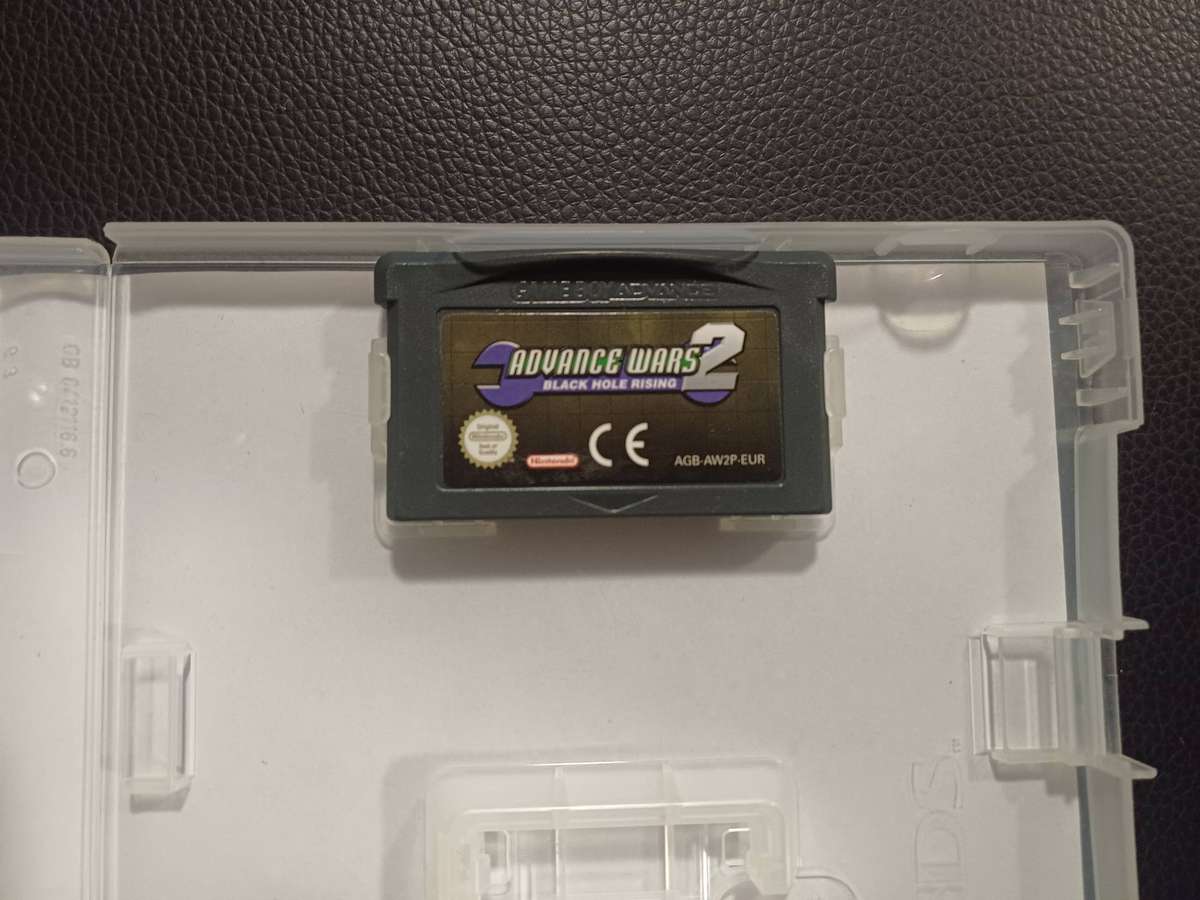 GAME BOY ADVANCE
ADVANCE WARS 2
BLACK HOLE RISING
Original
Nintendo
Seal of
Quality
Nintendo
CE
AGB-AW2P-EUR
DS